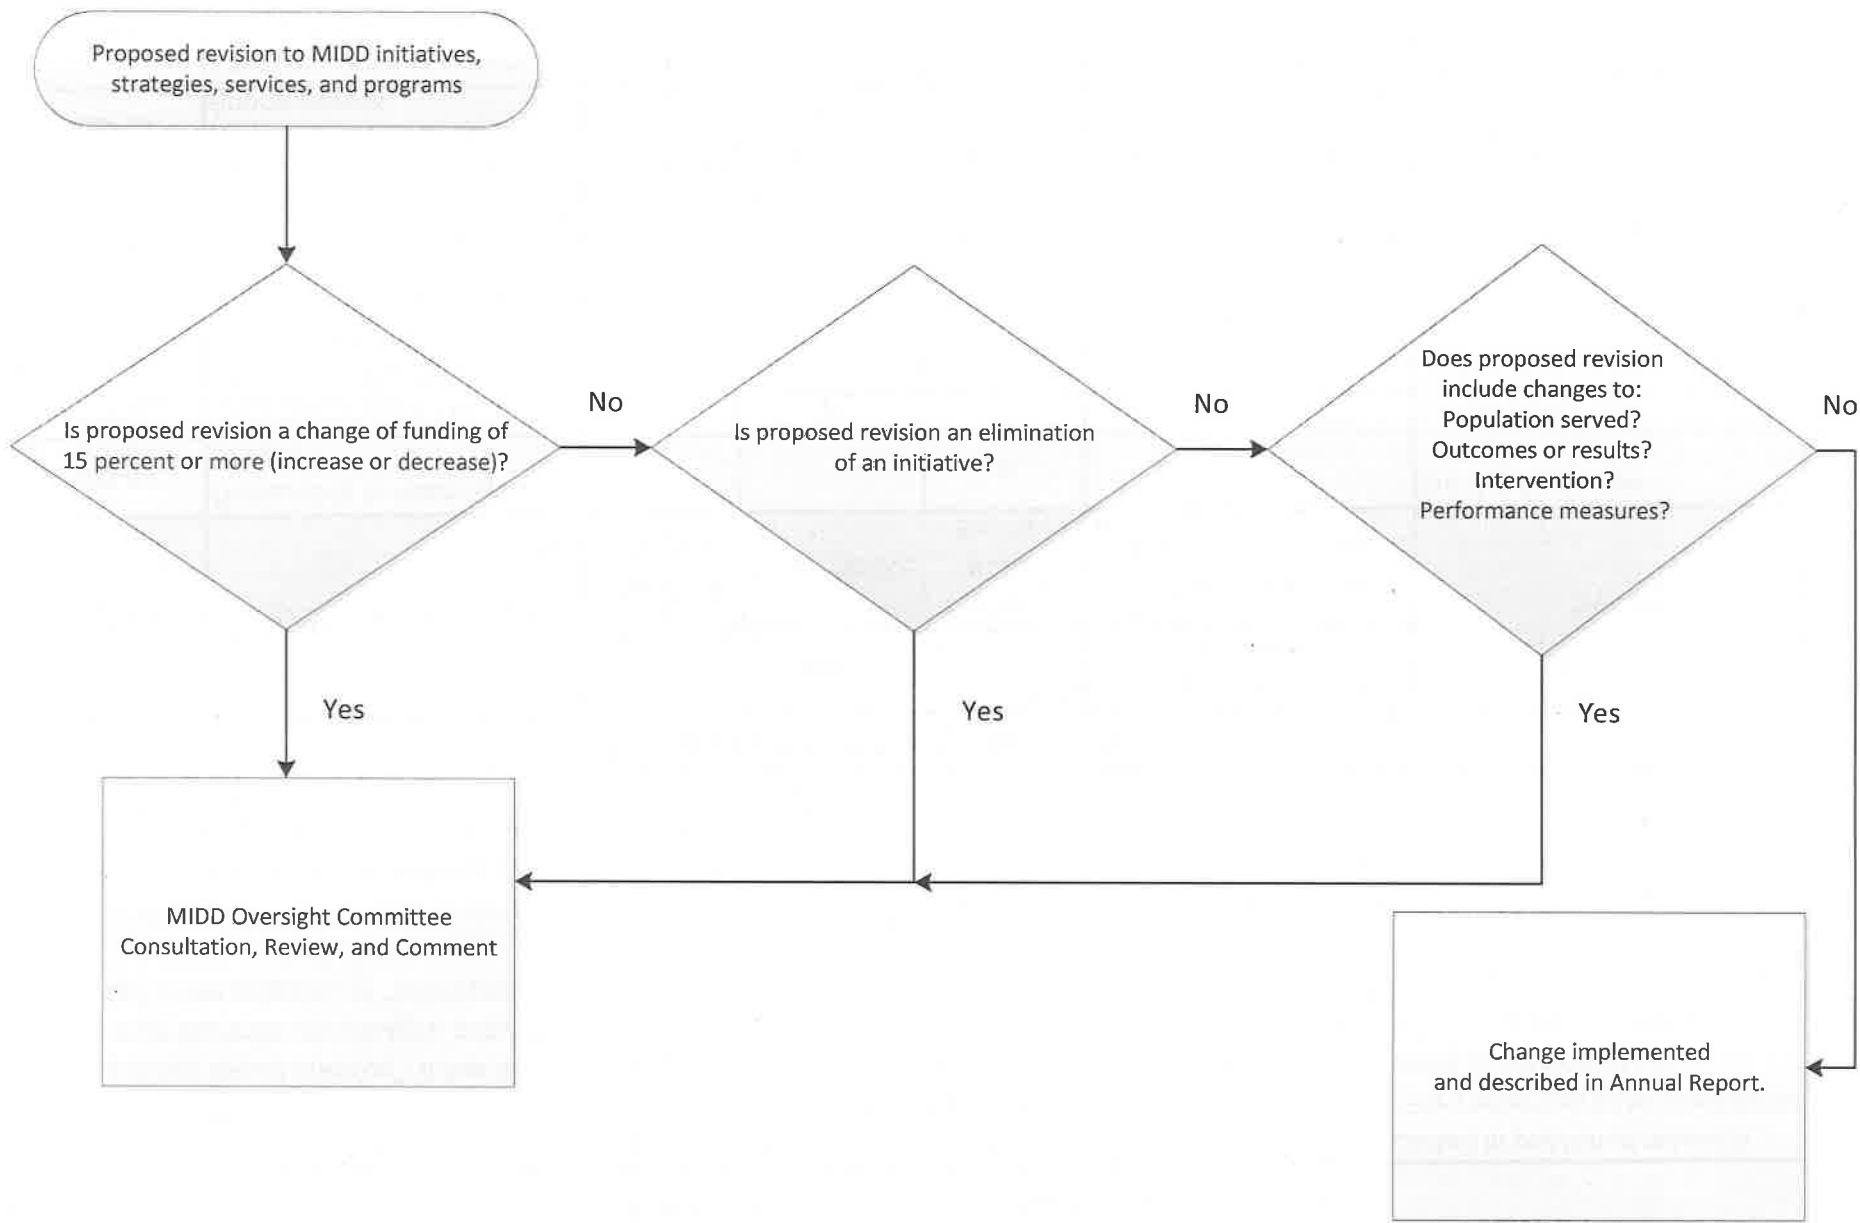 Proposed revision to MIDD initiatives,
strategies, services, and programs
Is proposed revision a change of funding of
15 percent or more (increase or decrease)?
No
Is proposed revision an elimination
of an initiative?
No
Does proposed revision
include changes to:
Population served?
Outcomes or results?
Intervention?
Performance measures?
No
Yes
Yes
Yes
MIDD Oversight Committee
Consultation, Review, and Comment
Change implemented
and described in Annual Report.